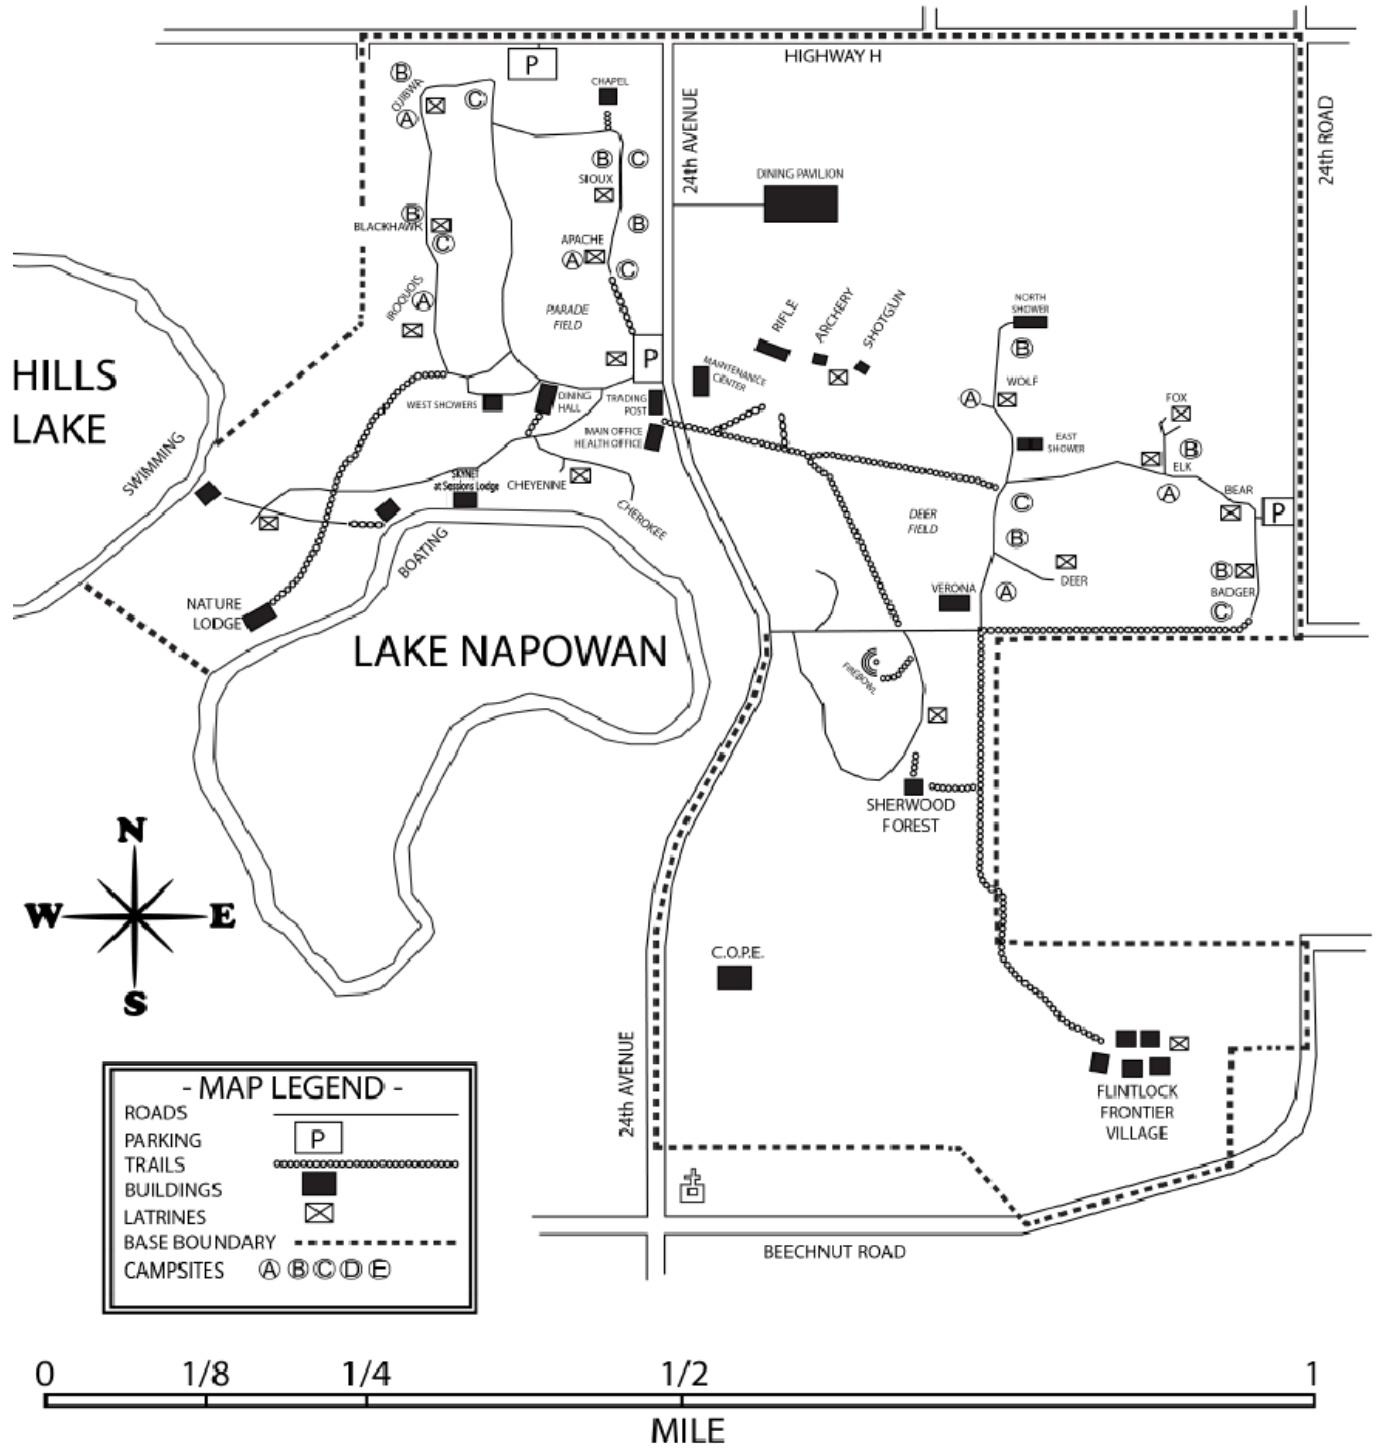 HIGHWAY H
P
CHAPEL
B
OJIBWA
C
A
24th AVENUE
24th ROAD
B
C
SIOUX
DINING PAVILION
B
BLACKHAWK
C
B
APACHE
A
C
IROQUOIS
A
PARADE
FIELD
RIFLE
ARCHERY
SHOTGUN
NORTH
SHOWER
B
P
MAINTENANCE
CENTER
HILLS
LAKE
WOLF
A
WEST SHOWERS
DINING
HALL
TRADING
POST
FOX
MAIN OFFICE
HEALTH OFFICE
EAST
SHOWER
B
ELK
SWIMMING
SKYNET
at Sessions Lodge
CHEYENINE
CHEROKEE
A
BEAR
P
C
DEER
FIELD
B
BOATING
DEER
B
BADGER
C
VERONA
A
NATURE
LODGE
LAKE NAPOWAN
FIREBOWL
SHERWOOD
FOREST
N
W
E
S
C.O.P.E.
24th AVENUE
FLINTLOCK
FRONTIER
VILLAGE
- MAP LEGEND -
ROADS
PARKING P
TRAILS
BUILDINGS
LATRINES
BASE BOUNDARY
CAMPSITES A B C D E
BEECHNUT ROAD
0 1/8 1/4 1/2 1
MILE